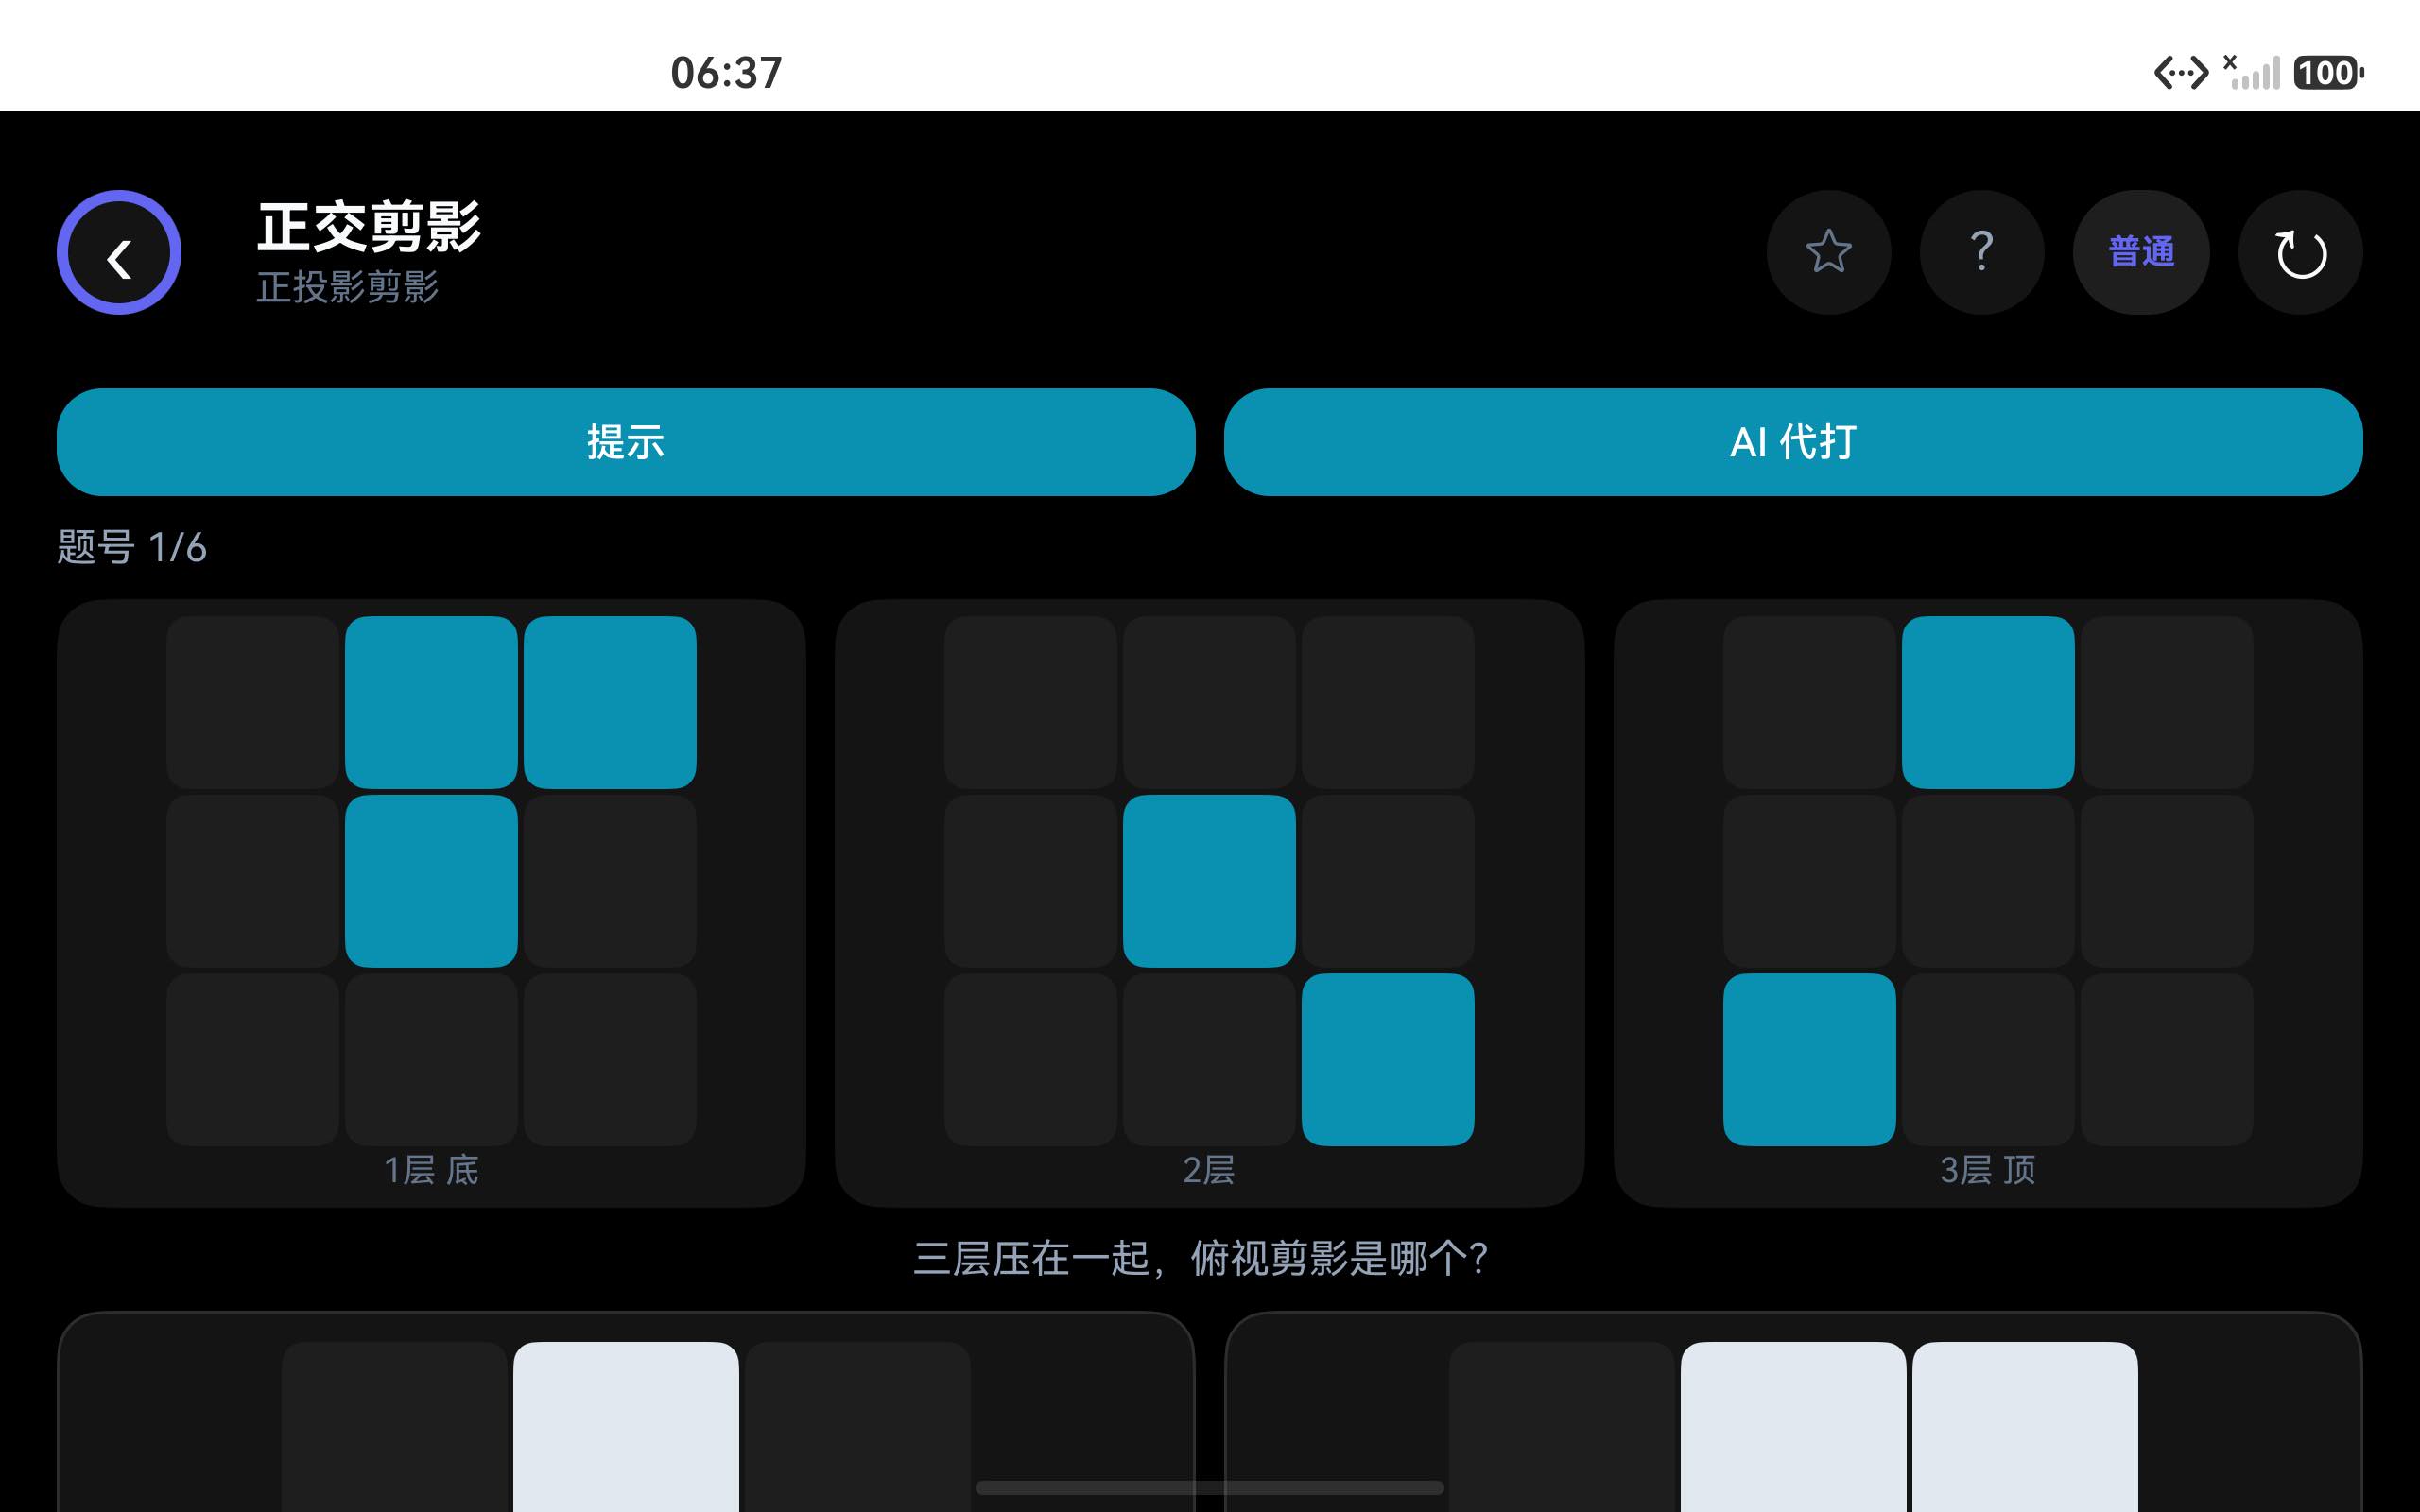 06:37
100
正交剪影
正投影剪影
?
普通
提示
AI 代打
题号 1/6
1层 底
2层
3层 顶
三层压在一起，俯视剪影是哪个？